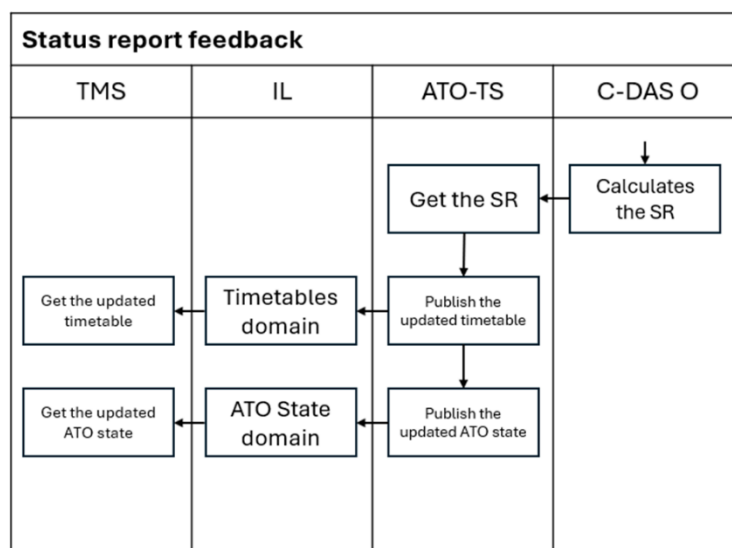 Status report feedback
TMS
IL
ATO-TS
C-DAS O
Get the SR
Calculates
the SR
Get the updated
timetable
Timetables
domain
Publish the
updated timetable
Get the updated
ATO state
ATO State
domain
Publish the
updated ATO state